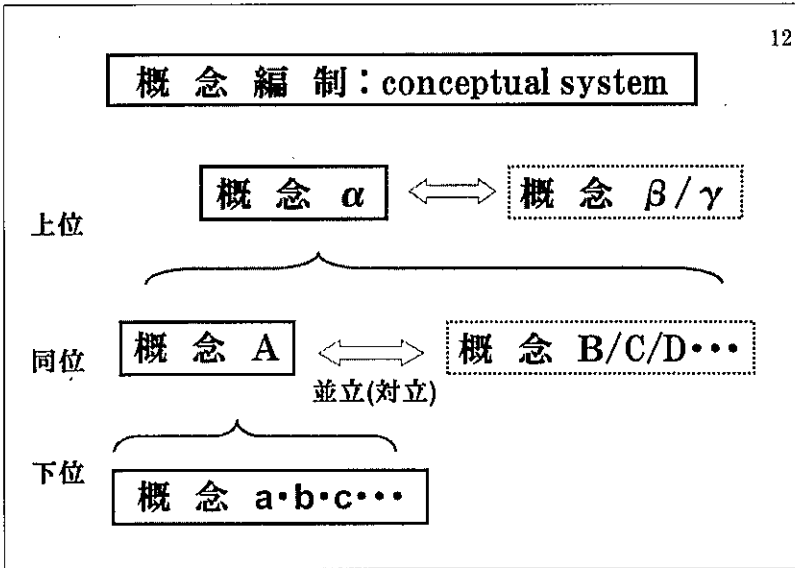 12
概念編制：conceptual system
概念 α
概念 β/γ
上位
概念 A
概念 B/C/D・・・
同位
並立(対立)
下位
概念 a・b・c・・・